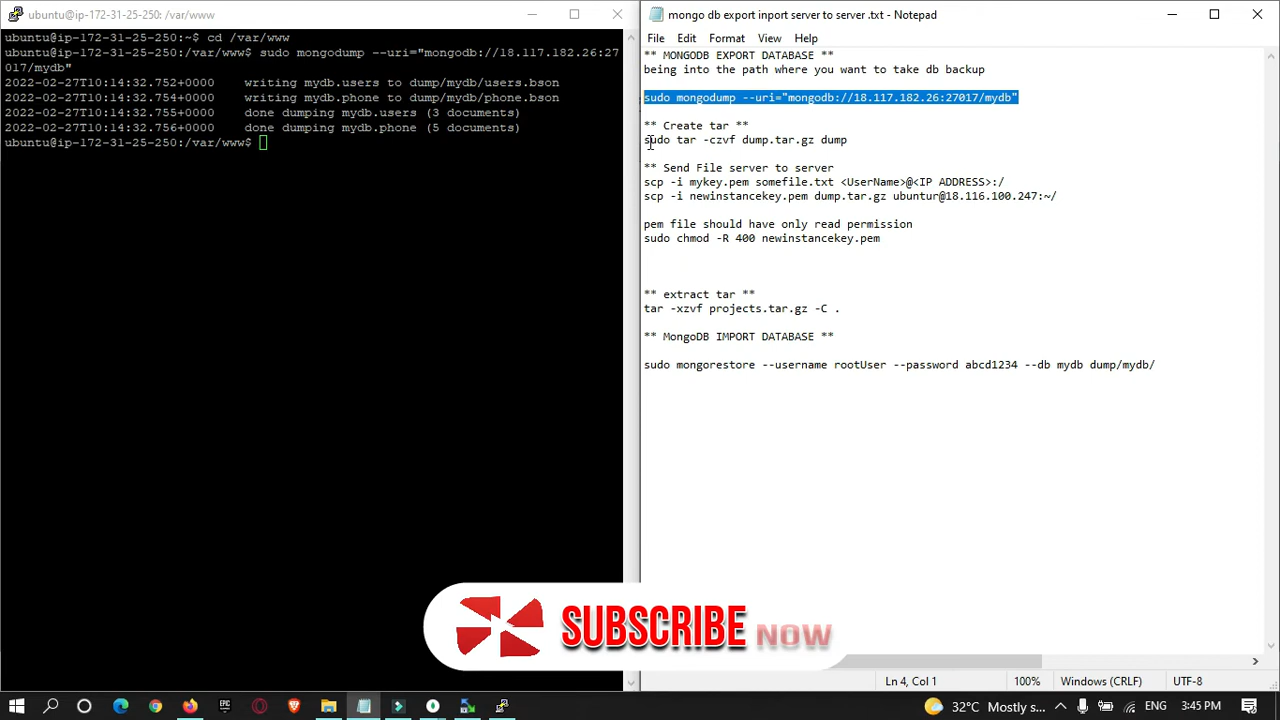 ubuntu@ip-172-31-25-250: /var/www
ubuntu@ip-172-31-25-250:~$ cd /var/www
ubuntu@ip-172-31-25-250:/var/www$ sudo mongodump --uri="mongodb://18.117.182.26:27
017/mydb"
2022-02-27T10:14:32.752+0000 writing mydb.users to dump/mydb/users.bson
2022-02-27T10:14:32.754+0000 writing mydb.phone to dump/mydb/phone.bson
2022-02-27T10:14:32.755+0000 done dumping mydb.users (3 documents)
2022-02-27T10:14:32.756+0000 done dumping mydb.phone (5 documents)
ubuntu@ip-172-31-25-250:/var/www$
mongo db export inport server to server .txt - Notepad
File Edit Format View Help
** MONGODB EXPORT DATABASE **
being into the path where you want to take db backup
sudo mongodump --uri="mongodb://18.117.182.26:27017/mydb"
** Create tar **
sudo tar -czvf dump.tar.gz dump
** Send File server to server
scp -i mykey.pem somefile.txt <UserName>@<IP ADDRESS>:/
scp -i newinstancekey.pem dump.tar.gz ubuntur@18.116.100.247:~/
pem file should have only read permission
sudo chmod -R 400 newinstancekey.pem
** extract tar **
tar -xzvf projects.tar.gz -C .
** MongoDB IMPORT DATABASE **
sudo mongorestore --username rootUser --password abcd1234 --db mydb dump/mydb/
SUBSCRIBE NOW
Ln 4, Col 1 100% Windows (CRLF) UTF-8
32°C Mostly s... ENG 3:45 PM